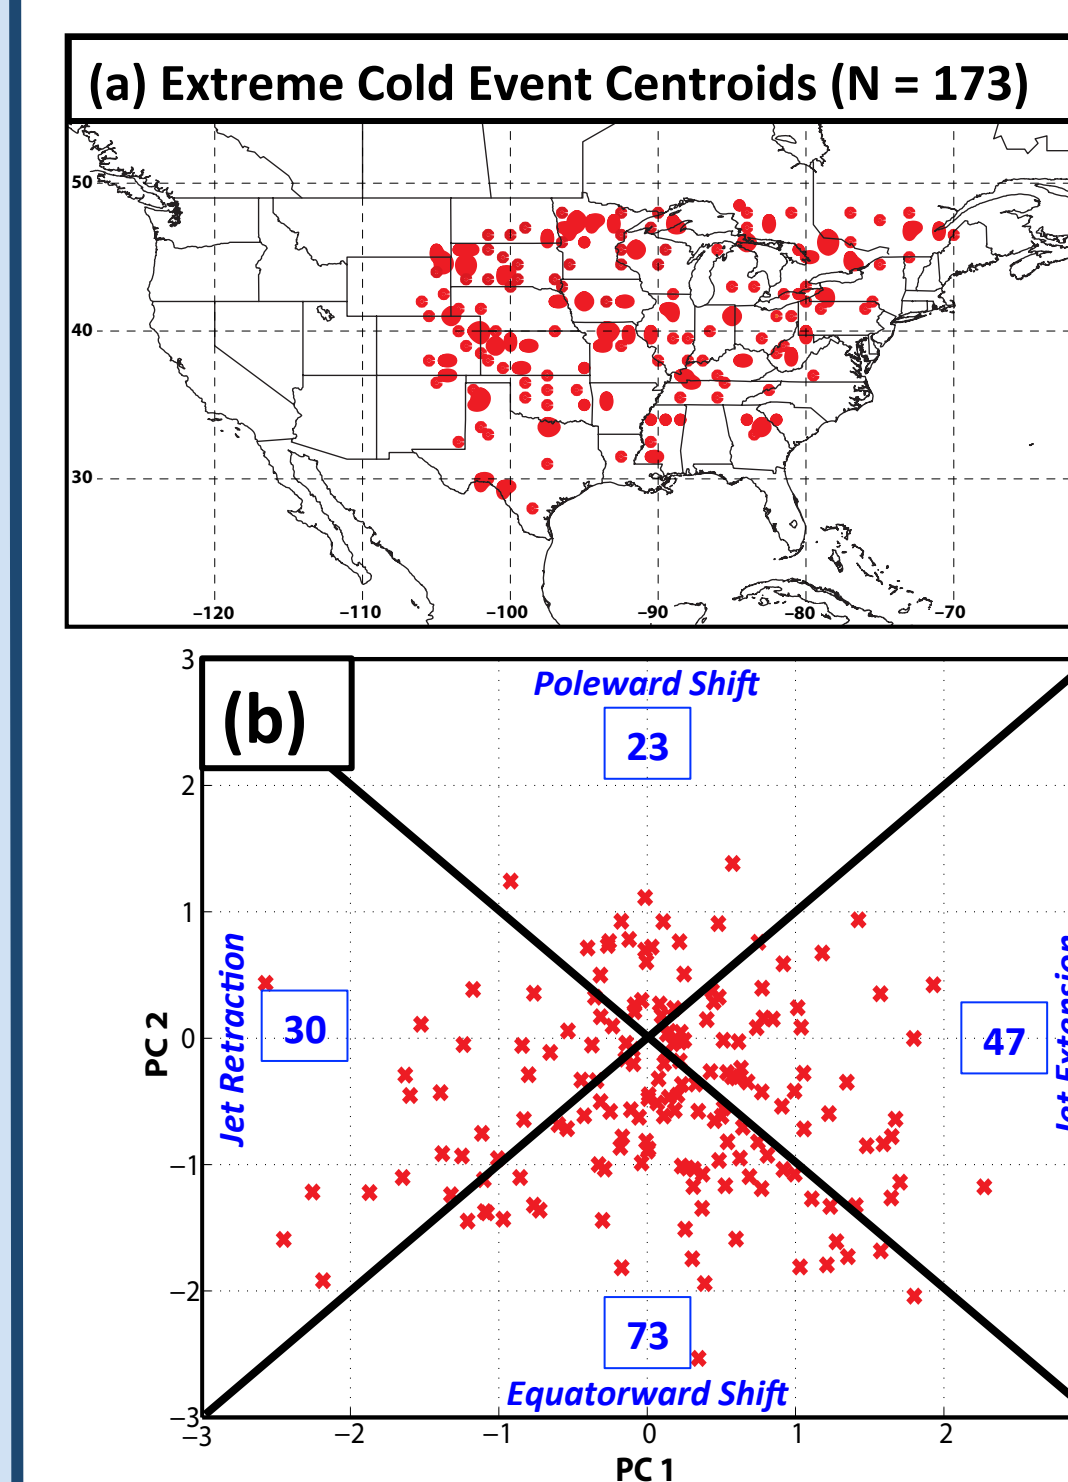 (a) Extreme Cold Event Centroids (N = 173)
50
40
30
−120 −110 −100 −90 −80 −70
(b)
Poleward Shift
23
Jet Retraction
30
47
Jet Extension
73
Equatorward Shift
3
2
1
0
−1
−2
−3
PC 2
−3 −2 −1 0 1 2
PC 1